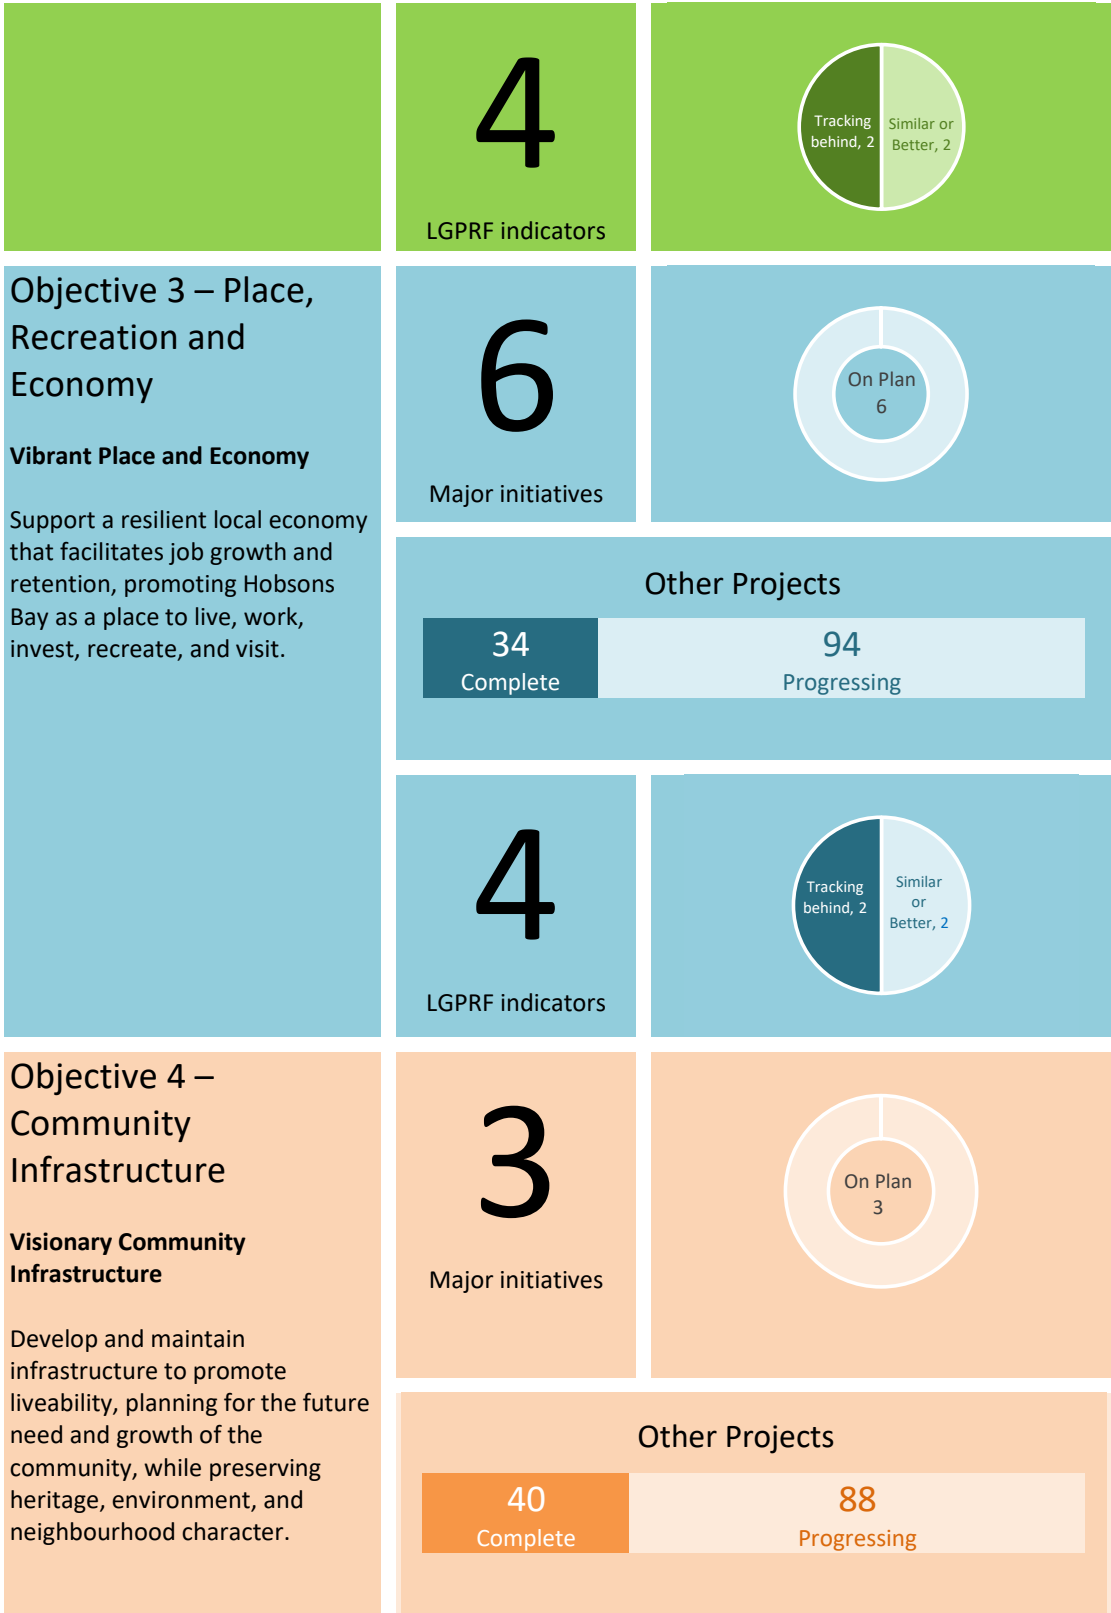 4
LGPRF indicators
Tracking
behind, 2
Similar or
Better, 2
Objective 3 – Place,
Recreation and
Economy
Vibrant Place and Economy
Support a resilient local economy
that facilitates job growth and
retention, promoting Hobsons
Bay as a place to live, work,
invest, recreate, and visit.
6
Major initiatives
On Plan
6
Other Projects
34
Complete
94
Progressing
4
LGPRF indicators
Tracking
behind, 2
Similar
or
Better, 2
Objective 4 –
Community
Infrastructure
Visionary Community
Infrastructure
Develop and maintain
infrastructure to promote
liveability, planning for the future
need and growth of the
community, while preserving
heritage, environment, and
neighbourhood character.
3
Major initiatives
On Plan
3
Other Projects
40
Complete
88
Progressing